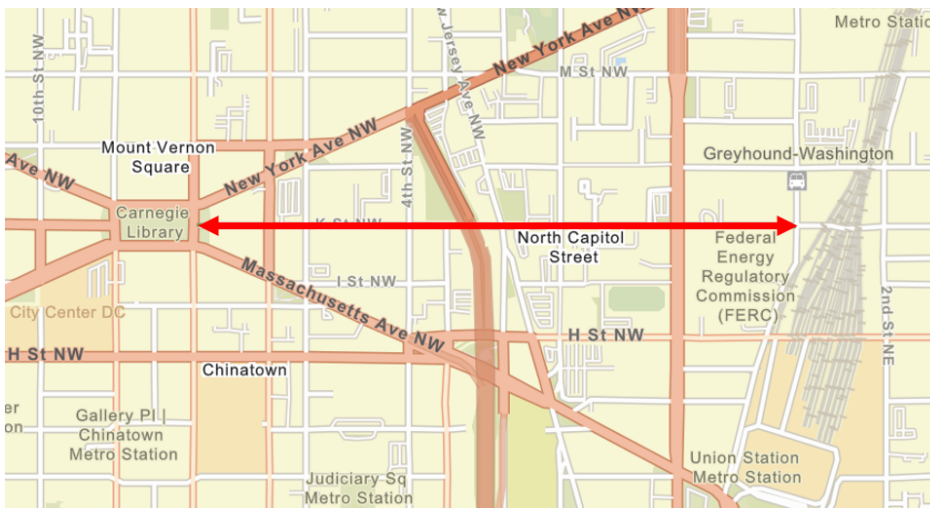 Metro Station
New York Ave NW
w Jersey Ave NW
M St NW
10th St NW
Mount Vernon
Square
New York Ave NW
4th St NW
Greyhound-Washington
Ave NW
Carnegie
Library
K St NW
North Capitol
Street
Federal
Energy
Regulatory
Commission
(FERC)
Massachusetts Ave NW
I St NW
2nd St NE
City Center DC
H St NW
H St NW
Chinatown
er
on
Gallery Pl |
Chinatown
Metro Station
Judiciary Sq
Metro Station
Union Station
Metro Station